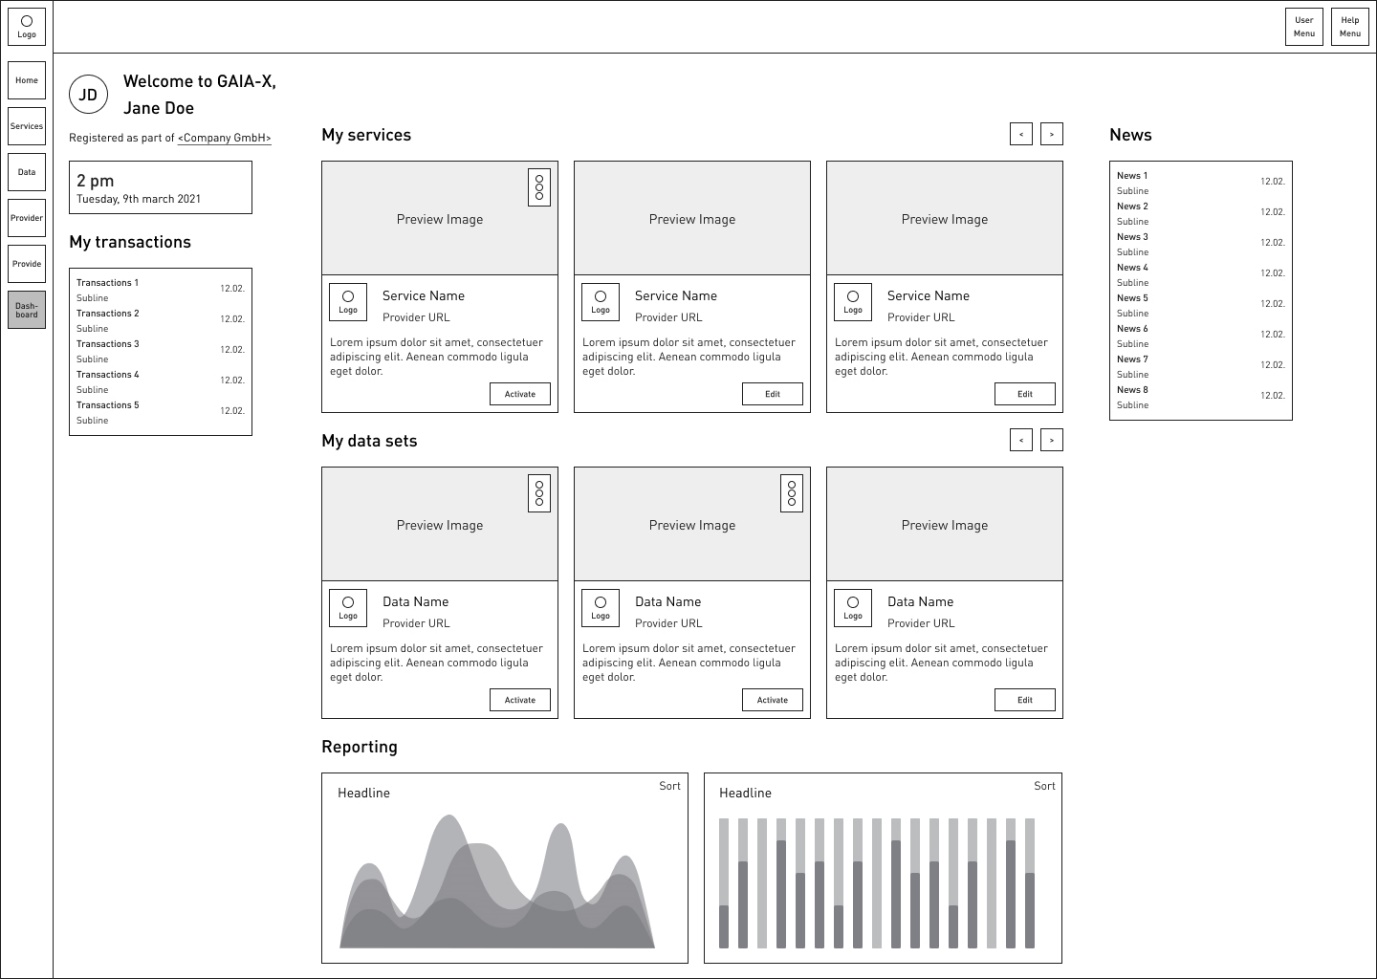 Logo
User
Menu
Help
Menu
Home
Services
Data
Provider
Provide
Dash-
board
JD
Welcome to GAIA-X,
Jane Doe
Registered as part of <Company GmbH>
2 pm
Tuesday, 9th march 2021
My transactions
Transactions 1
Subline
12.02.
Transactions 2
Subline
12.02.
Transactions 3
Subline
12.02.
Transactions 4
Subline
12.02.
Transactions 5
Subline
12.02.
My services
<
>
Preview Image
Logo
Service Name
Provider URL
Lorem ipsum dolor sit amet, consectetuer
adipiscing elit. Aenean commodo ligula
eget dolor.
Activate
Preview Image
Logo
Service Name
Provider URL
Lorem ipsum dolor sit amet, consectetuer
adipiscing elit. Aenean commodo ligula
eget dolor.
Edit
Preview Image
Logo
Service Name
Provider URL
Lorem ipsum dolor sit amet, consectetuer
adipiscing elit. Aenean commodo ligula
eget dolor.
Edit
My data sets
<
>
Preview Image
Logo
Data Name
Provider URL
Lorem ipsum dolor sit amet, consectetuer
adipiscing elit. Aenean commodo ligula
eget dolor.
Activate
Preview Image
Logo
Data Name
Provider URL
Lorem ipsum dolor sit amet, consectetuer
adipiscing elit. Aenean commodo ligula
eget dolor.
Activate
Preview Image
Logo
Data Name
Provider URL
Lorem ipsum dolor sit amet, consectetuer
adipiscing elit. Aenean commodo ligula
eget dolor.
Edit
Reporting
Headline
Sort
Headline
Sort
News
News 1
Subline
12.02.
News 2
Subline
12.02.
News 3
Subline
12.02.
News 4
Subline
12.02.
News 5
Subline
12.02.
News 6
Subline
12.02.
News 7
Subline
12.02.
News 8
Subline
12.02.